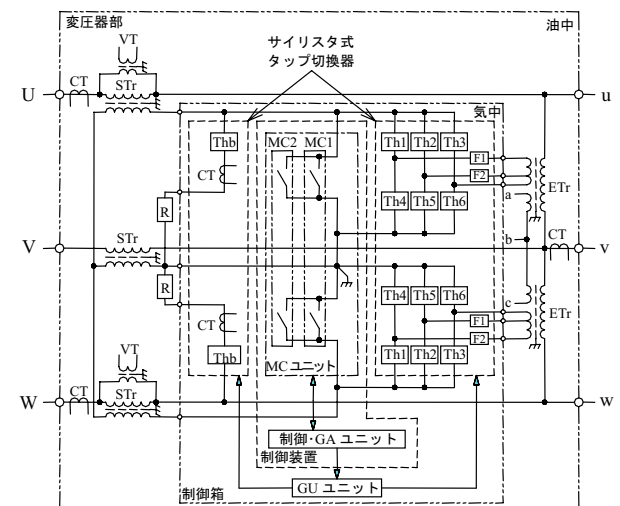 変圧器部
油中
VT
サイリスタ式
タップ切換器
CT
STr
U
u
気中
Thb
MC2
MC1
Th1
Th2
Th3
CT
F1
F2
ETr
a
R
Th4
Th5
Th6
STr
b
CT
V
v
R
Th4
Th5
Th6
c
CT
F1
ETr
F2
VT
Thb
Th1
Th2
Th3
MCユニット
CT
STr
W
w
制御・GA ユニット
制御装置
GU ユニット
制御箱